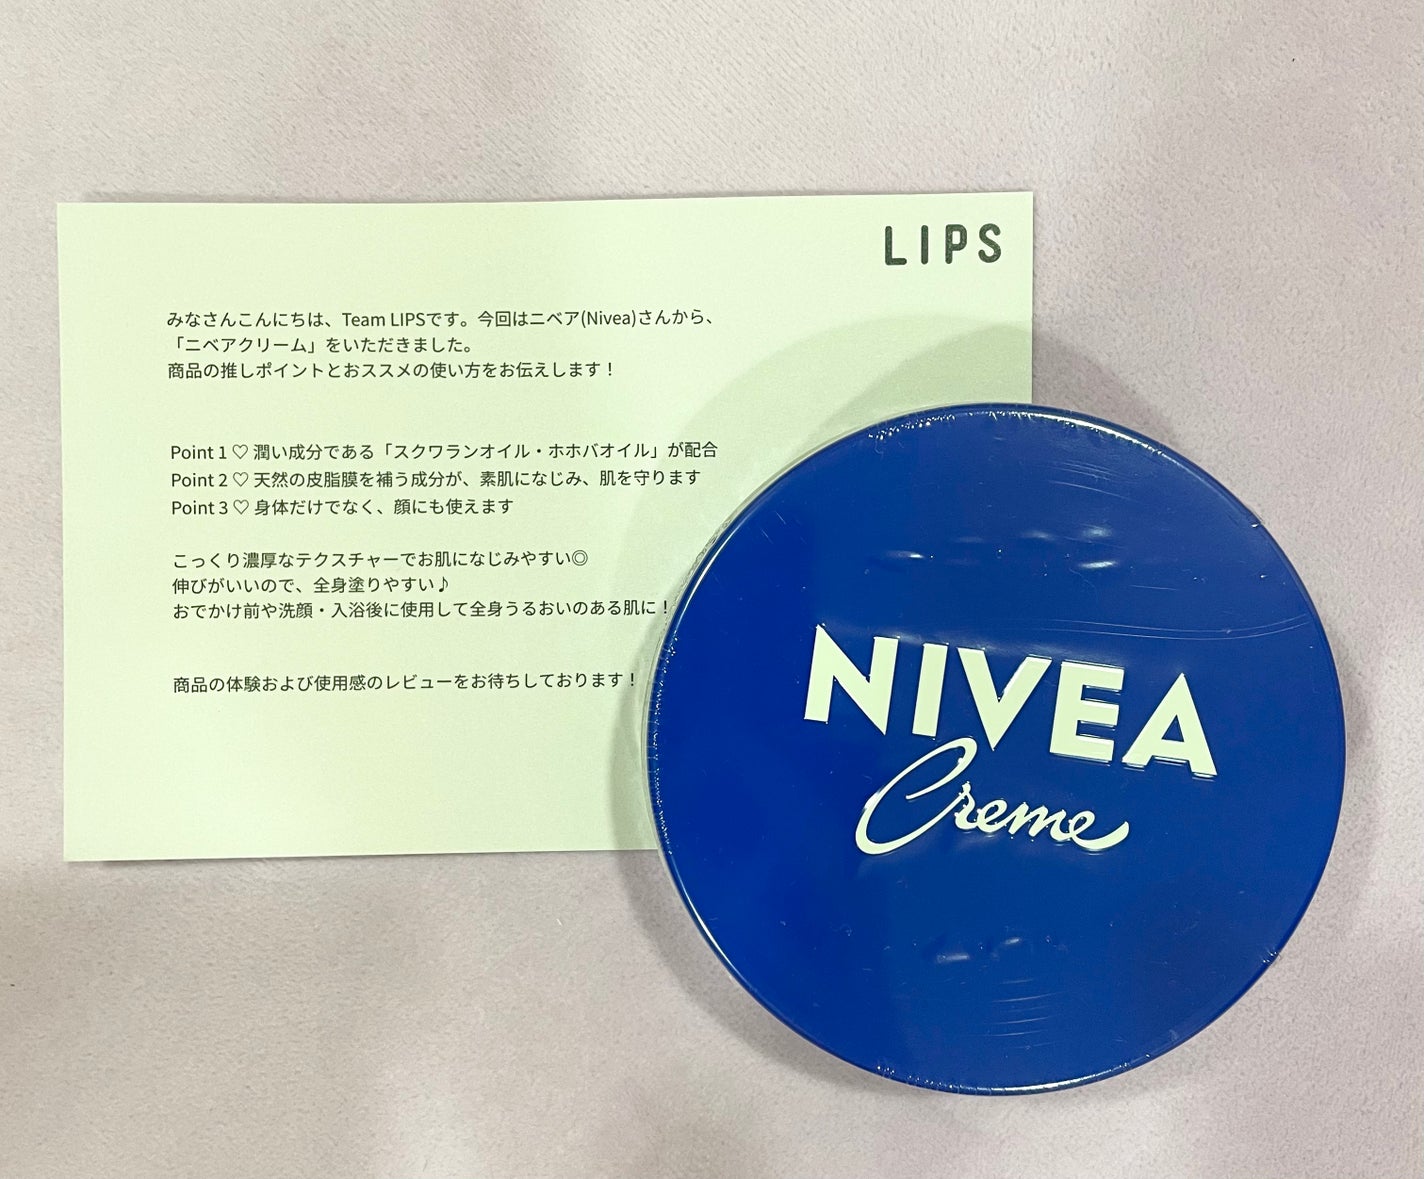 LIPS
みなさんこんにちは、Team LIPSです。今回はニベア(Nivea)さんから、
「ニベアクリーム」をいただきました。
商品の推しポイントとおススメの使い方をお伝えします！
Point 1 ♡ 潤い成分である「スクワランオイル・ホホバオイル」が配合
Point 2 ♡ 天然の皮脂膜を補う成分が、素肌になじみ、肌を守ります
Point 3 ♡ 身体だけでなく、顔にも使えます
こっくり濃厚なテクスチャーでお肌になじみやすい◎
伸びがいいので、全身塗りやすい♪
おでかけ前や洗顔・入浴後に使用して全身うるおいのある肌に！
商品の体験および使用感のレビューをお待ちしております！
NIVEA
Creme